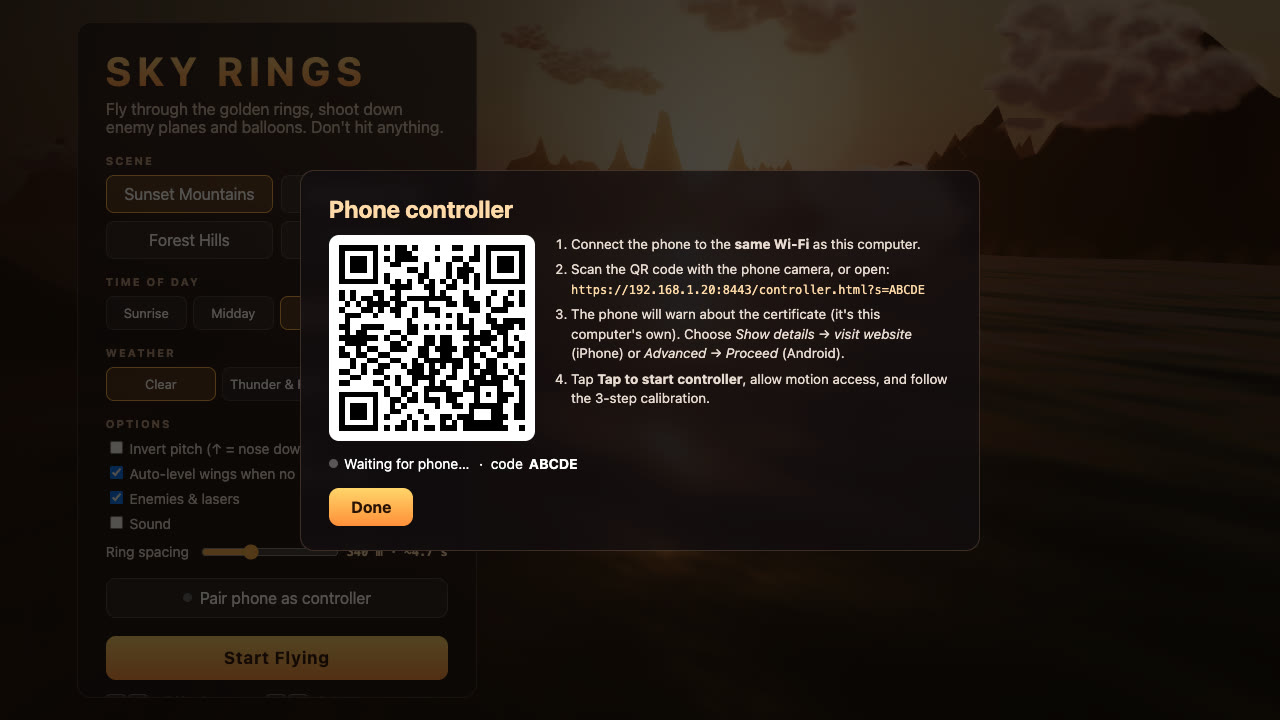 SKY RINGS
Fly through the golden rings, shoot down
enemy planes and balloons. Don't hit anything.
SCENE
Sunset Mountains
Forest Hills
TIME OF DAY
Sunrise
Midday
WEATHER
Clear
Thunder &
OPTIONS
Invert pitch (↑ = nose
Auto-level wings when no
Enemies & lasers
Sound
Ring spacing
Pair phone as controller
Start Flying
Phone controller
1. Connect the phone to the same Wi-Fi as this computer.
2. Scan the QR code with the phone camera, or open:
https://192.168.1.20:8443/controller.html?s=ABCDE
3. The phone will warn about the certificate (it's this
computer's own). Choose Show details → visit website
(iPhone) or Advanced → Proceed (Android).
4. Tap Tap to start controller, allow motion access, and follow
the 3-step calibration.
Waiting for phone… · code ABCDE
Done